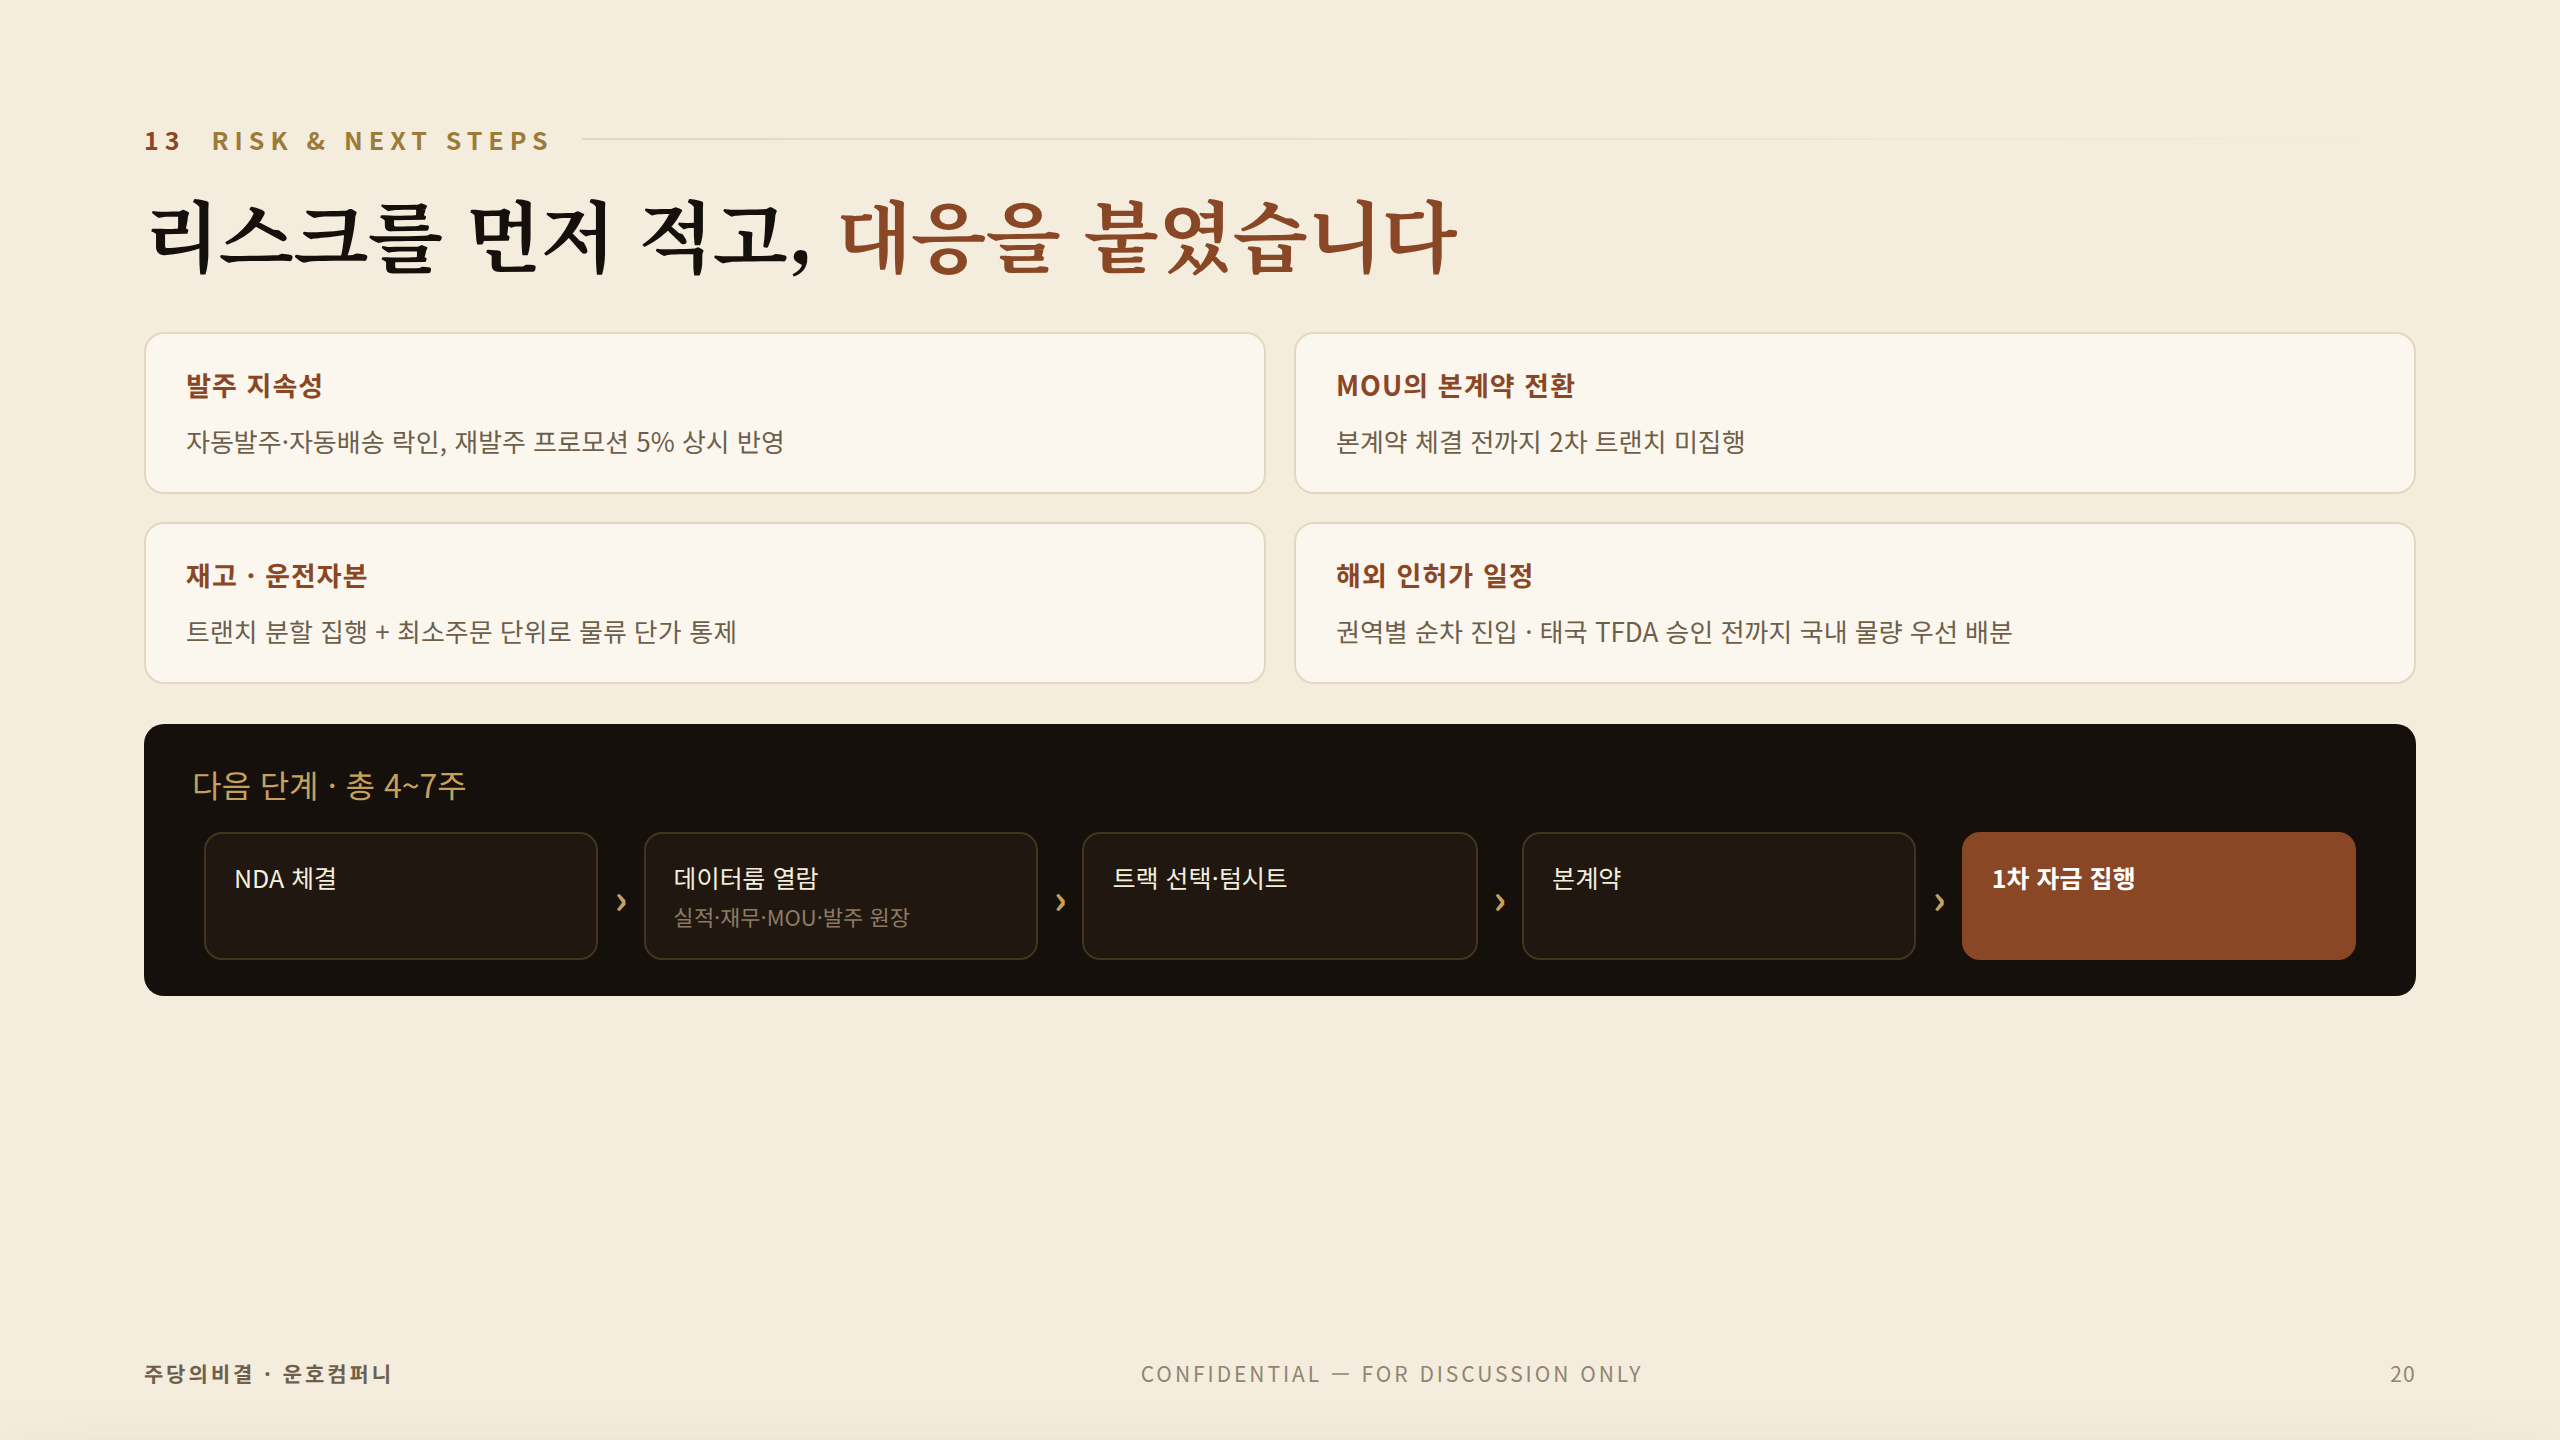 13 RISK & NEXT STEPS
리스크를 먼저 적고, 대응을 붙였습니다
발주 지속성
자동발주·자동배송 락인, 재발주 프로모션 5% 상시 반영
MOU의 본계약 전환
본계약 체결 전까지 2차 트랜치 미집행
재고 · 운전자본
트랜치 분할 집행 + 최소주문 단위로 물류 단가 통제
해외 인허가 일정
권역별 순차 진입 · 태국 TFDA 승인 전까지 국내 물량 우선 배분
다음 단계 · 총 4~7주
NDA 체결
›
데이터룸 열람
실적·재무·MOU·발주 원장
›
트랙 선택·텀시트
›
본계약
›
1차 자금 집행
주당의비결 · 운호컴퍼니
CONFIDENTIAL — FOR DISCUSSION ONLY
20